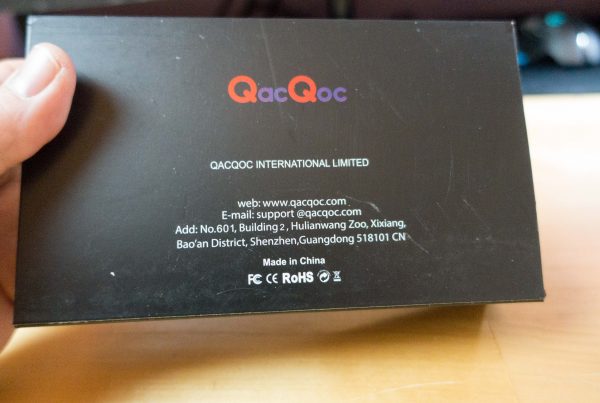 QacQoc
QACQOC INTERNATIONAL LIMITED
web: www.qacqoc.com
E-mail: support @qacqoc.com
Add: No.601, Building 2, Hulianwang Zoo, Xixiang,
Bao'an District, Shenzhen,Guangdong 518101 CN
Made in China
FC CE RoHS